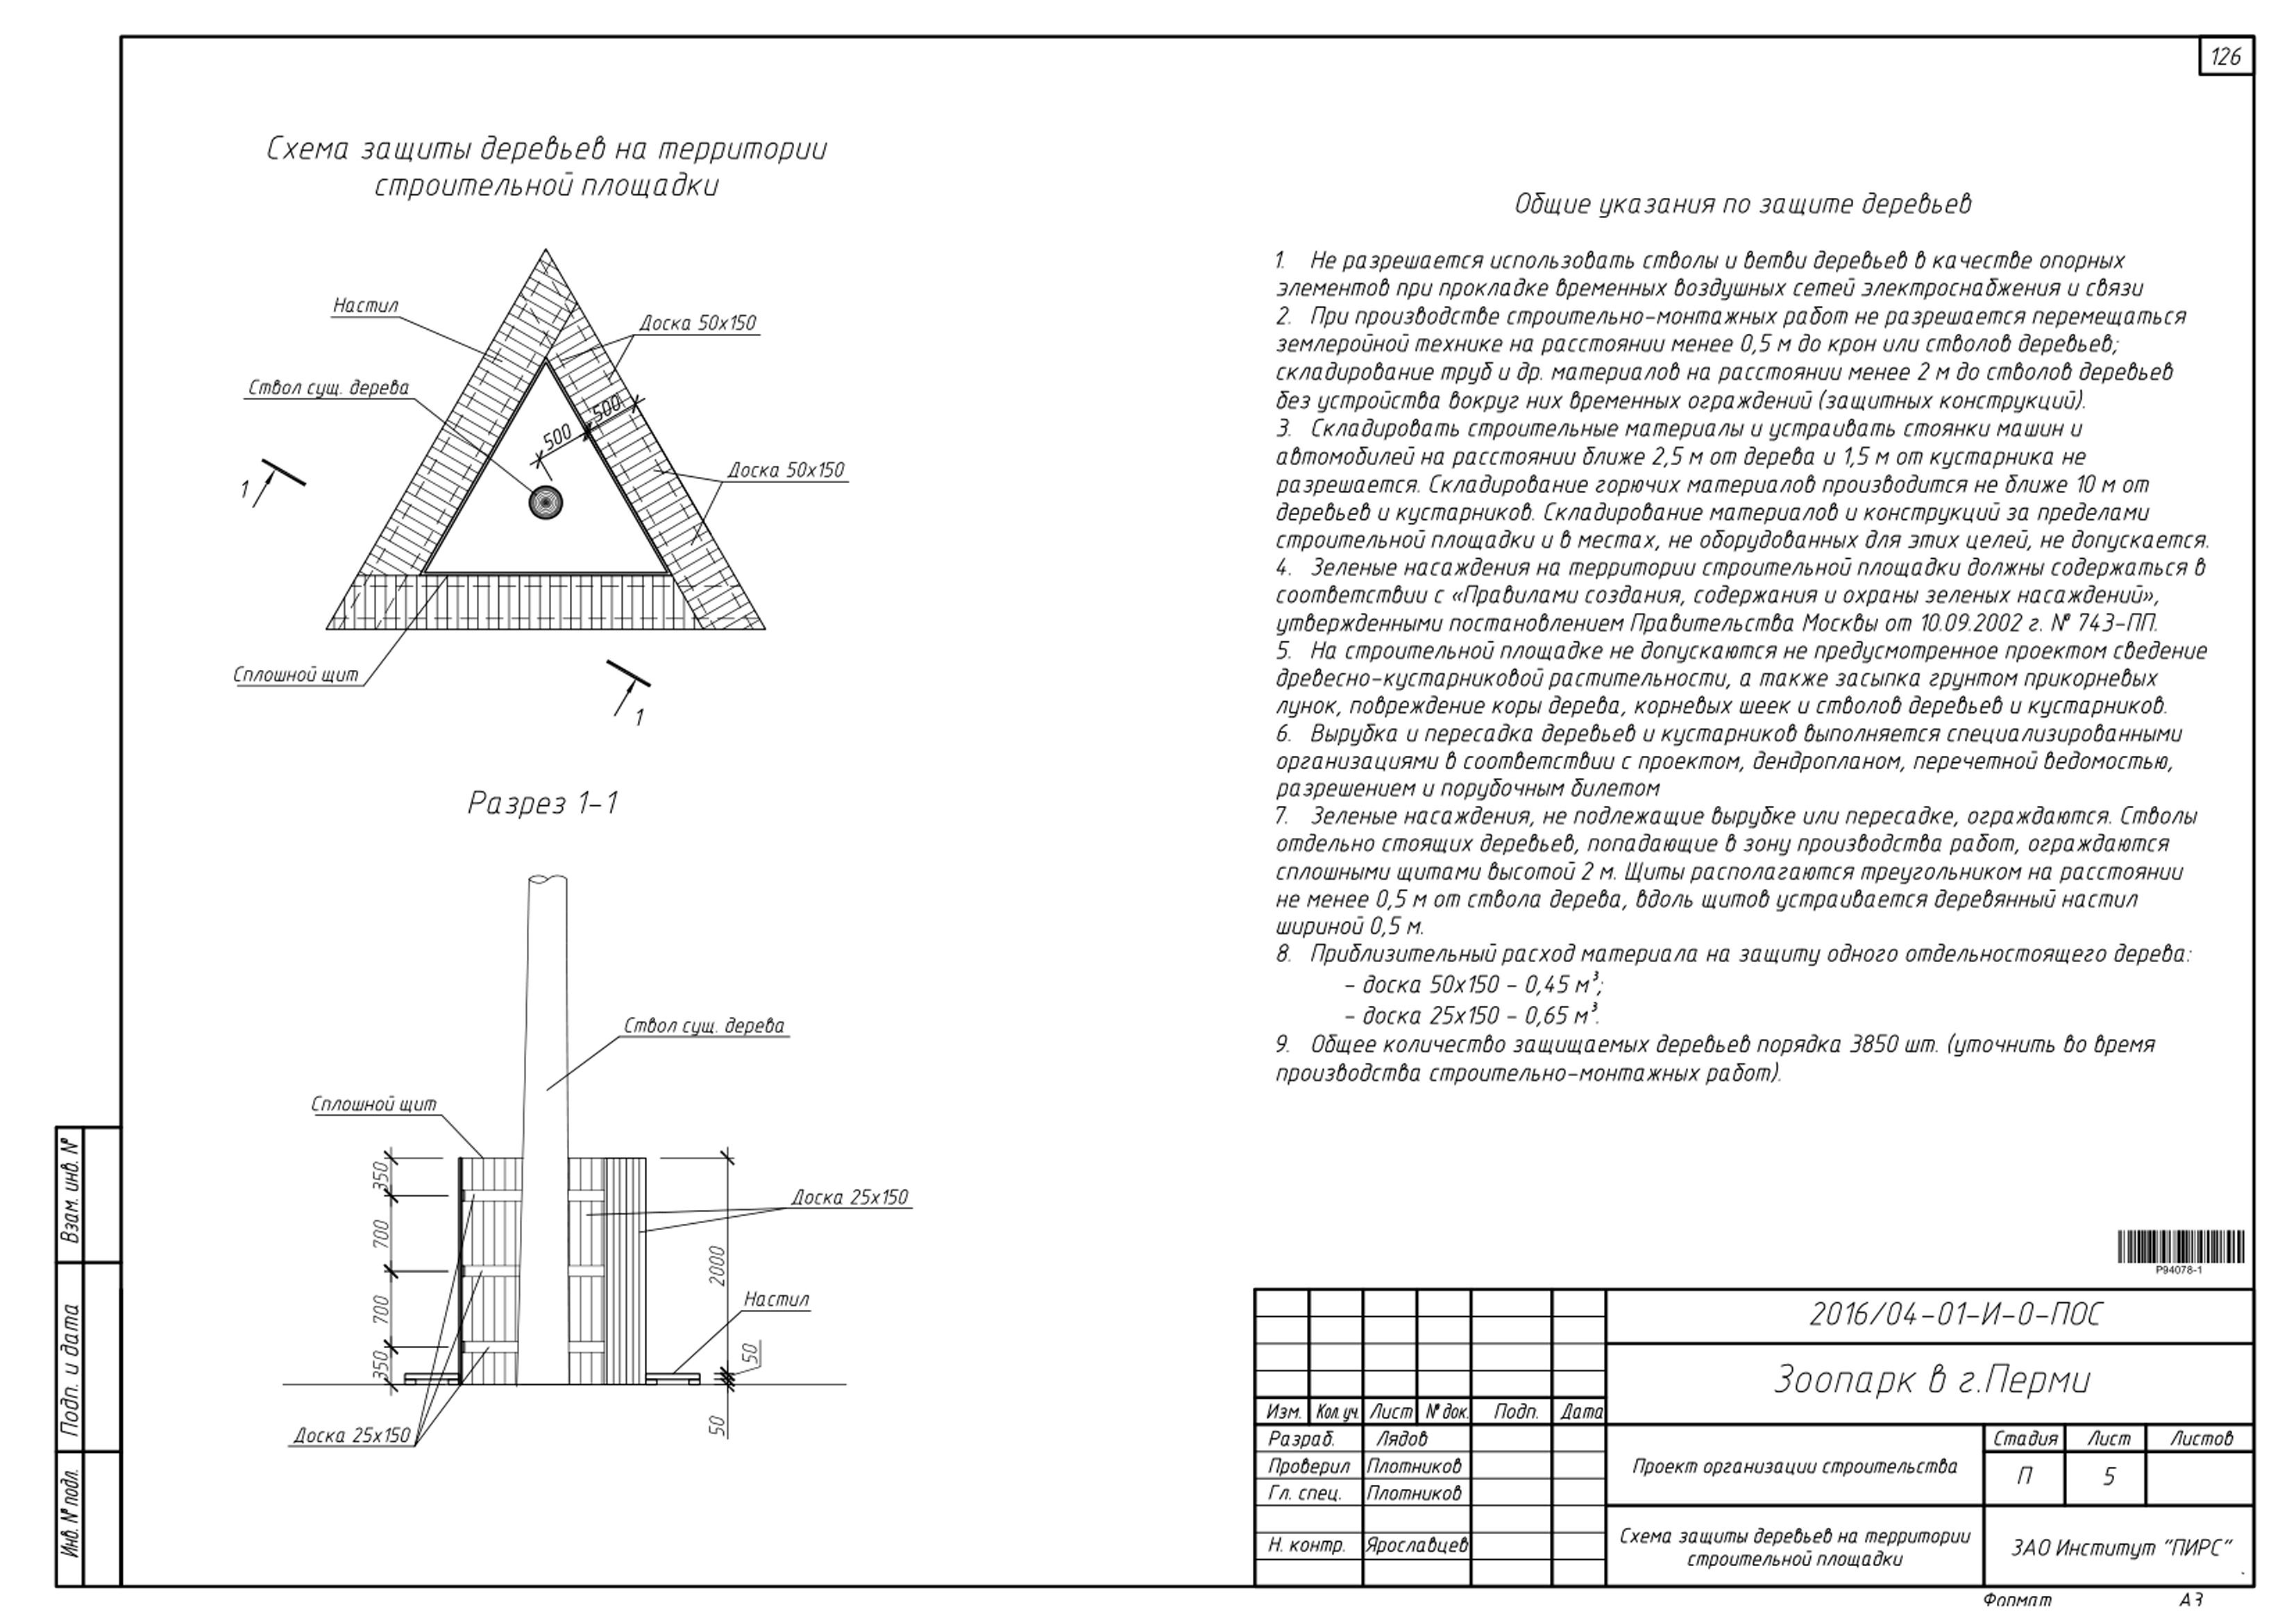 126
Схема защиты деревьев на территории
строительной площадки
Настил
Доска 50х150
Ствол сущ. дерева
500
500
Доска 50х150
1
Сплошной щит
1
Разрез 1-1
Ствол сущ. дерева
Сплошной щит
350
700
700
350
Доска 25х150
2000
Настил
50
50
Доска 25х150
Общие указания по защите деревьев
1. Не разрешается использовать стволы и ветви деревьев в качестве опорных
элементов при прокладке временных воздушных сетей электроснабжения и связи
2. При производстве строительно-монтажных работ не разрешается перемещаться
землеройной технике на расстоянии менее 0,5 м до крон или стволов деревьев;
складирование труб и др. материалов на расстоянии менее 2 м до стволов деревьев
без устройства вокруг них временных ограждений (защитных конструкций).
3. Складировать строительные материалы и устраивать стоянки машин и
автомобилей на расстоянии ближе 2,5 м от дерева и 1,5 м от кустарника не
разрешается. Складирование горючих материалов производится не ближе 10 м от
деревьев и кустарников. Складирование материалов и конструкций за пределами
строительной площадки и в местах, не оборудованных для этих целей, не допускается.
4. Зеленые насаждения на территории строительной площадки должны содержаться в
соответствии с «Правилами создания, содержания и охраны зеленых насаждений»,
утвержденными постановлением Правительства Москвы от 10.09.2002 г. № 743-ПП.
5. На строительной площадке не допускаются не предусмотренное проектом сведение
древесно-кустарниковой растительности, а также засыпка грунтом прикорневых
лунок, повреждение коры дерева, корневых шеек и стволов деревьев и кустарников.
6. Вырубка и пересадка деревьев и кустарников выполняется специализированными
организациями в соответствии с проектом, дендропланом, перечетной ведомостью,
разрешением и порубочным билетом
7. Зеленые насаждения, не подлежащие вырубке или пересадке, ограждаются. Стволы
отдельно стоящих деревьев, попадающие в зону производства работ, ограждаются
сплошными щитами высотой 2 м. Щиты располагаются треугольником на расстоянии
не менее 0,5 м от ствола дерева, вдоль щитов устраивается деревянный настил
шириной 0,5 м.
8. Приблизительный расход материала на защиту одного отдельностоящего дерева:
- доска 50х150 - 0,45 м³;
- доска 25х150 - 0,65 м³.
9. Общее количество защищаемых деревьев порядка 3850 шт. (уточнить во время
производства строительно-монтажных работ).
P94078-1
2016/04-01-И-0-ПОС
Зоопарк в г.Перми
Изм. Кол.уч. Лист № док. Подп. Дата
Разраб. Лядов
Проверил Плотников
Гл. спец. Плотников
Н. контр. Ярославцев
Проект организации строительства
Стадия Лист Листов
П 5
Схема защиты деревьев на территории
строительной площадки
ЗАО Институт "ПИРС"
Формат А3
Взам. инв. №
Подп. и дата
Инв. № подл.